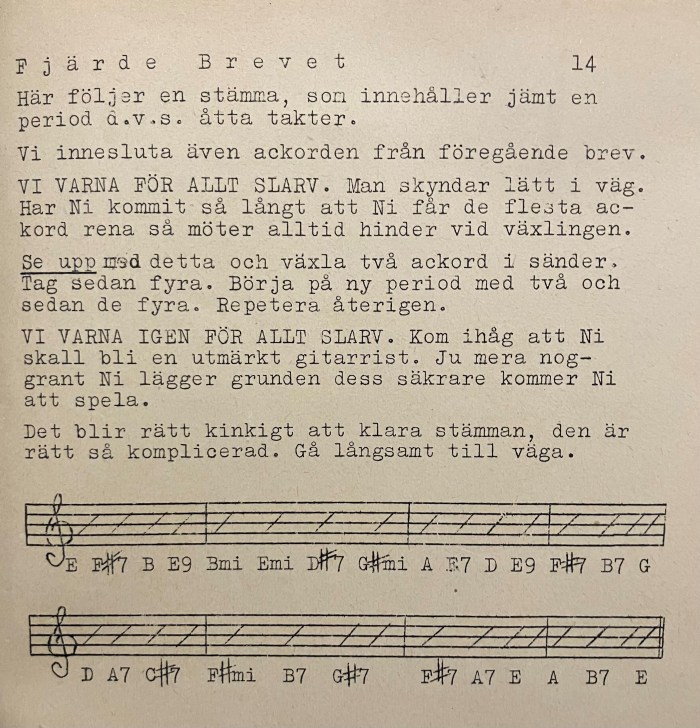 Fjärde Brevet 14
Här följer en stämma, som innehåller jämt en
period d.v.s. åtta takter.
Vi innesluta även ackorden från föregående brev.
VI VARNA FÖR ALLT SLARV. Man skyndar lätt i väg.
Har Ni kommit så långt att Ni får de flesta ac-
kord rena så möter alltid hinder vid växlingen.
Se upp med detta och växla två ackord i sänder.
Tag sedan fyra. Börja på ny period med två och
sedan de fyra. Repetera återigen.
VI VARNA IGEN FÖR ALLT SLARV. Kom ihåg att Ni
skall bli en utmärkt gitarrist. Ju mera nog-
grant Ni lägger grunden dess säkrare kommer Ni
att spela.
Det blir rätt kinkigt att klara stämman, den är
rätt så komplicerad. Gå långsamt till väga.
E F#7 B E9 Bmi Emi D#7 G#mi A E7 D E9 F#7 B7 G
D A7 C#7 F#mi B7 G#7 F#7 A7 E A B7 E